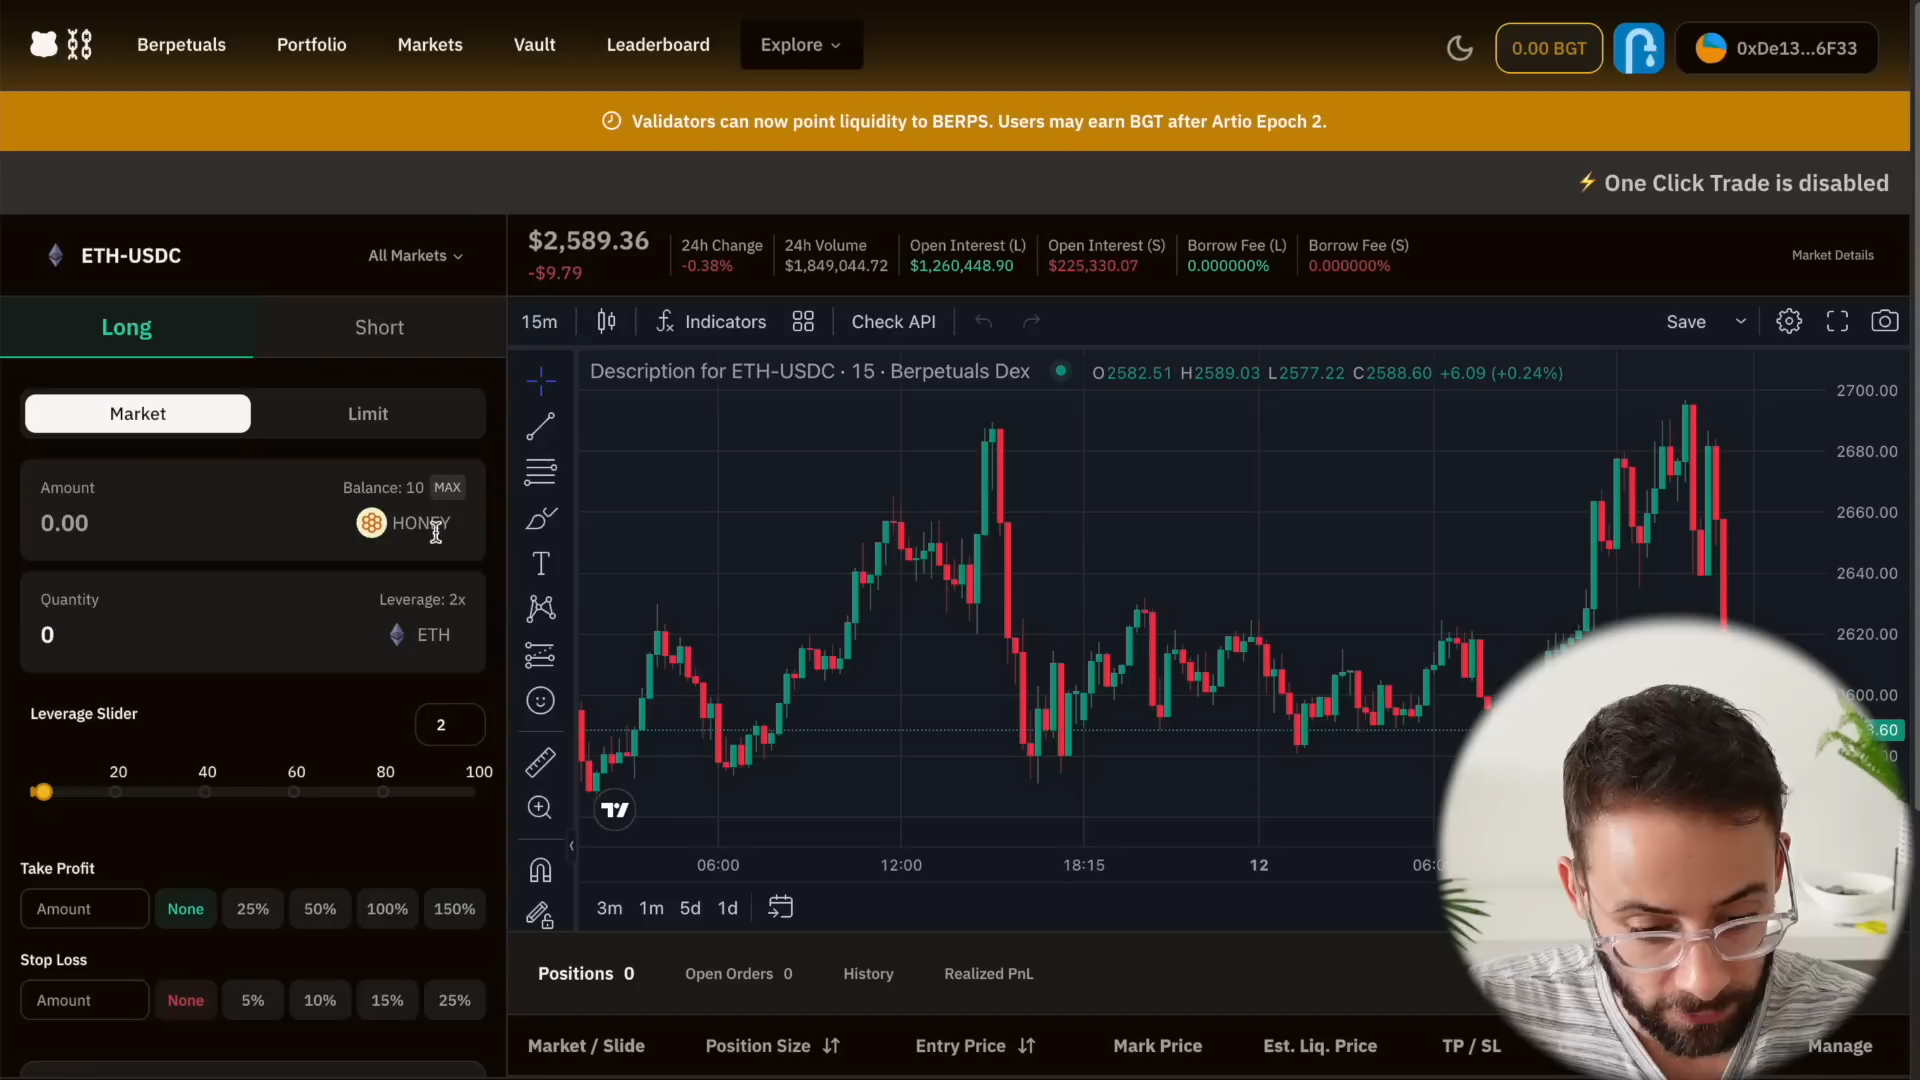 Berpetuals Portfolio Markets Vault Leaderboard Explore 0.00 BGT 0xDe13...6F33
Validators can now point liquidity to BERPS. Users may earn BGT after Artio Epoch 2.
⚡ One Click Trade is disabled
ETH-USDC All Markets
$2,589.36
-$9.79
24h Change
-0.38%
24h Volume
$1,849,044.72
Open Interest (L)
$1,260,448.90
Open Interest (S)
$225,330.07
Borrow Fee (L)
0.000000%
Borrow Fee (S)
0.000000%
Market Details
Long Short
Market Limit
Amount Balance: 10 MAX
0.00 HONEY
Quantity Leverage: 2x
0 ETH
Leverage Slider 2
20 40 60 80 100
Take Profit
Amount None 25% 50% 100% 150%
Stop Loss
Amount None 5% 10% 15% 25%
15m Indicators Check API Save
Description for ETH-USDC · 15 · Berpetuals Dex O2582.51 H2589.03 L2577.22 C2588.60 +6.09 (+0.24%)
2700.00
2680.00
2660.00
2640.00
2620.00
06:00 12:00 18:15 12
3m 1m 5d 1d
Positions 0 Open Orders 0 History Realized PnL
Market / Slide Position Size Entry Price Mark Price Est. Liq. Price TP / SL Manage